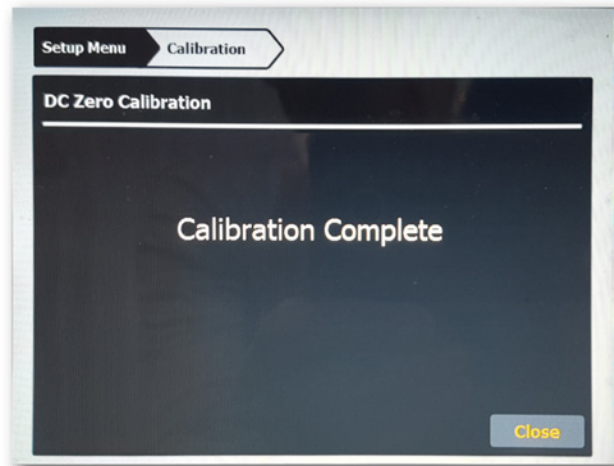 Setup Menu
Calibration
DC Zero Calibration
Calibration Complete
Close